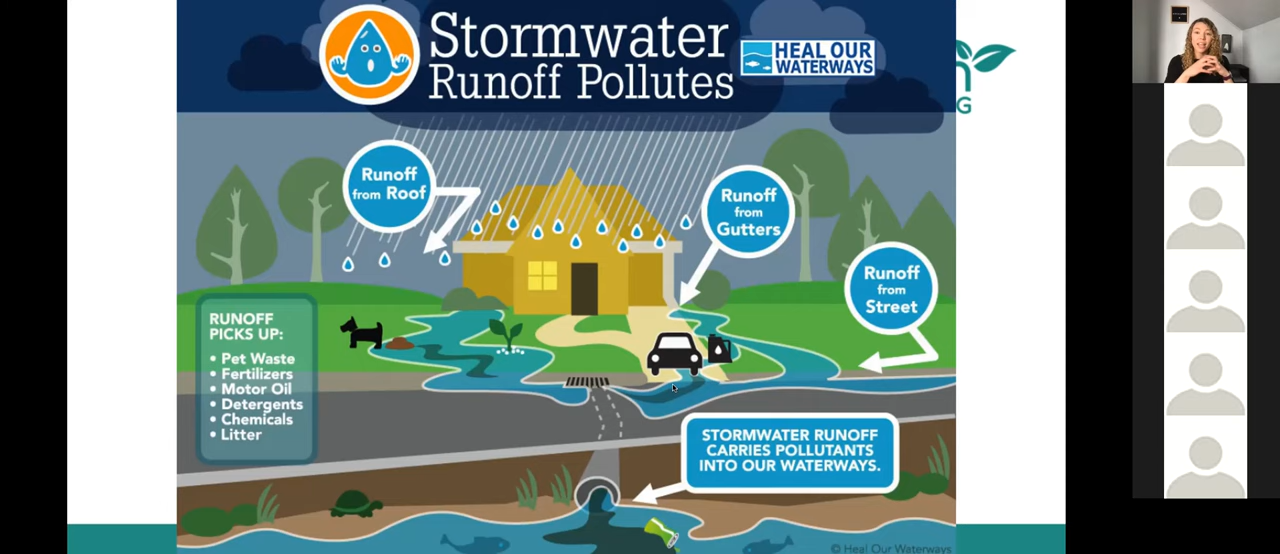 Stormwater
Runoff Pollutes
HEAL OUR
WATERWAYS
G
Runoff
from Roof
Runoff
from
Gutters
Runoff
from
Street
RUNOFF
PICKS UP:
• Pet Waste
• Fertilizers
• Motor Oil
• Detergents
• Chemicals
• Litter
STORMWATER RUNOFF
CARRIES POLLUTANTS
INTO OUR WATERWAYS.
© Heal Our Waterways